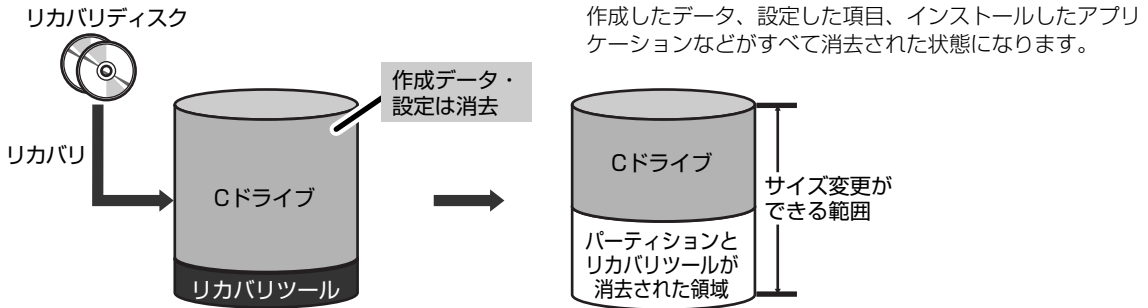 リカバリディスク
作成したデータ、設定した項目、インストールしたアプリ
ケーションなどがすべて消去された状態になります。
作成データ・
設定は消去
リカバリ
Cドライブ
リカバリツール
Cドライブ
サイズ変更が
できる範囲
パーティションと
リカバリツールが
消去された領域